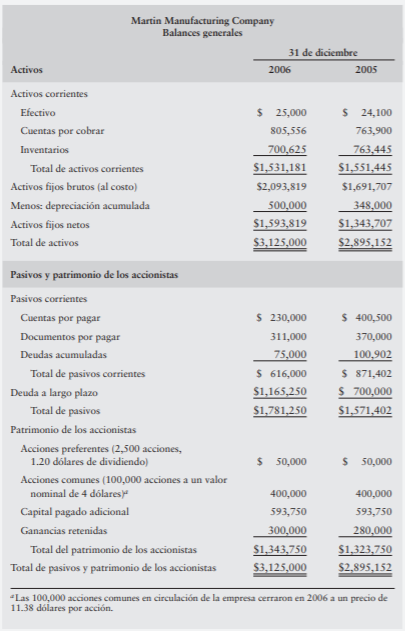 Martin Manufacturing Company
Balances generales
31 de diciembre
Activos 2006 2005
Activos corrientes
Efectivo $ 25,000 $ 24,100
Cuentas por cobrar 805,556 763,900
Inventarios 700,625 763,445
Total de activos corrientes $1,531,181 $1,551,445
Activos fijos brutos (al costo) $2,093,819 $1,691,707
Menos: depreciación acumulada 500,000 348,000
Activos fijos netos $1,593,819 $1,343,707
Total de activos $3,125,000 $2,895,152
Pasivos y patrimonio de los accionistas
Pasivos corrientes
Cuentas por pagar $ 230,000 $ 400,500
Documentos por pagar 311,000 370,000
Deudas acumuladas 75,000 100,902
Total de pasivos corrientes $ 616,000 $ 871,402
Deuda a largo plazo $1,165,250 $ 700,000
Total de pasivos $1,781,250 $1,571,402
Patrimonio de los accionistas
Acciones preferentes (2,500 acciones,
1.20 dólares de dividendo) $ 50,000 $ 50,000
Acciones comunes (100,000 acciones a un valor
nominal de 4 dólares)a 400,000 400,000
Capital pagado adicional 593,750 593,750
Ganancias retenidas 300,000 280,000
Total del patrimonio de los accionistas $1,343,750 $1,323,750
Total de pasivos y patrimonio de los accionistas $3,125,000 $2,895,152
a Las 100,000 acciones comunes en circulación de la empresa cerraron en 2006 a un precio de
11.38 dólares por acción.